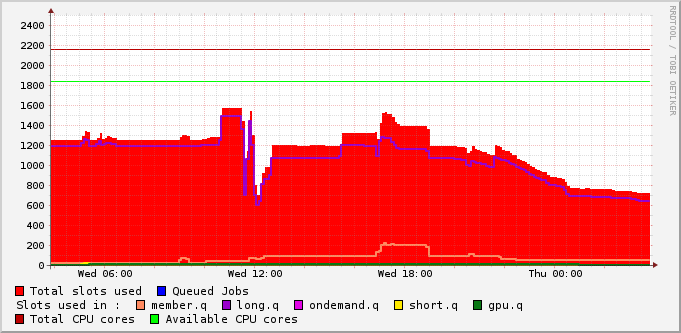 RRDTOOL / TOBI OETIKER
2400
2200
2000
1800
1600
1400
1200
1000
800
600
400
200
0
Wed 06:00 Wed 12:00 Wed 18:00 Thu 00:00
Total slots used Queued Jobs
Slots used in : member.q long.q ondemand.q short.q gpu.q
Total CPU cores Available CPU cores